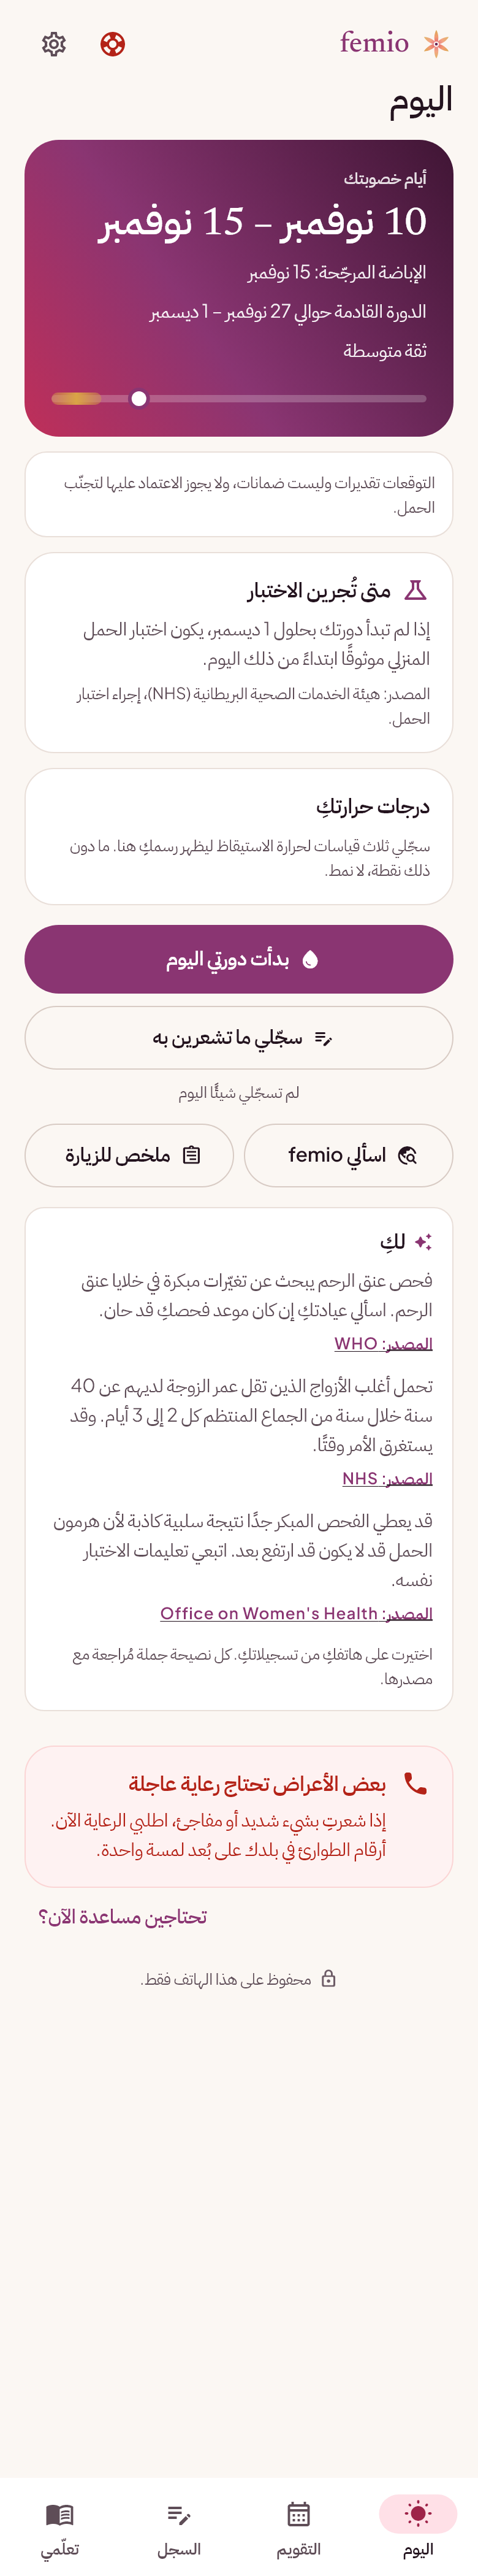 femio
اليوم
أيام خصوبتك
10 نوفمبر – 15 نوفمبر
الإباضة المرجّحة: 15 نوفمبر
الدورة القادمة حوالي 27 نوفمبر – 1 ديسمبر
ثقة متوسطة
التوقعات تقديرات وليست ضمانات، ولا يجوز الاعتماد عليها لتجنّب
الحمل.
متى تُجرين الاختبار
إذا لم تبدأ دورتك بحلول 1 ديسمبر، يكون اختبار الحمل
المنزلي موثوقًا ابتداءً من ذلك اليوم.
المصدر: هيئة الخدمات الصحية البريطانية (NHS)، إجراء اختبار
الحمل.
درجات حرارتكِ
سجّلي ثلاث قياسات لحرارة الاستيقاظ ليظهر رسمكِ هنا. ما دون
ذلك نقطة، لا نمط.
بدأت دورتي اليوم
سجّلي ما تشعرين به
لم تسجّلي شيئًا اليوم
اسألي femio
ملخص للزيارة
لكِ
فحص عنق الرحم يبحث عن تغيّرات مبكرة في خلايا عنق
الرحم. اسألي عيادتكِ إن كان موعد فحصكِ قد حان.
المصدر: WHO
تحمل أغلب الأزواج الذين تقل عمر الزوجة لديهم عن 40
سنة خلال سنة من الجماع المنتظم كل 2 إلى 3 أيام. وقد
يستغرق الأمر وقتًا.
المصدر: NHS
قد يعطي الفحص المبكر جدًا نتيجة سلبية كاذبة لأن هرمون
الحمل قد لا يكون قد ارتفع بعد. اتبعي تعليمات الاختبار
نفسه.
المصدر: Office on Women's Health
اختيرت على هاتفكِ من تسجيلاتكِ. كل نصيحة جملة مُراجعة مع
مصدرها.
بعض الأعراض تحتاج رعاية عاجلة
إذا شعرتِ بشيء شديد أو مفاجئ، اطلبي الرعاية الآن.
أرقام الطوارئ في بلدك على بُعد لمسة واحدة.
تحتاجين مساعدة الآن؟
محفوظ على هذا الهاتف فقط.
اليوم
التقويم
السجل
تعلّمي